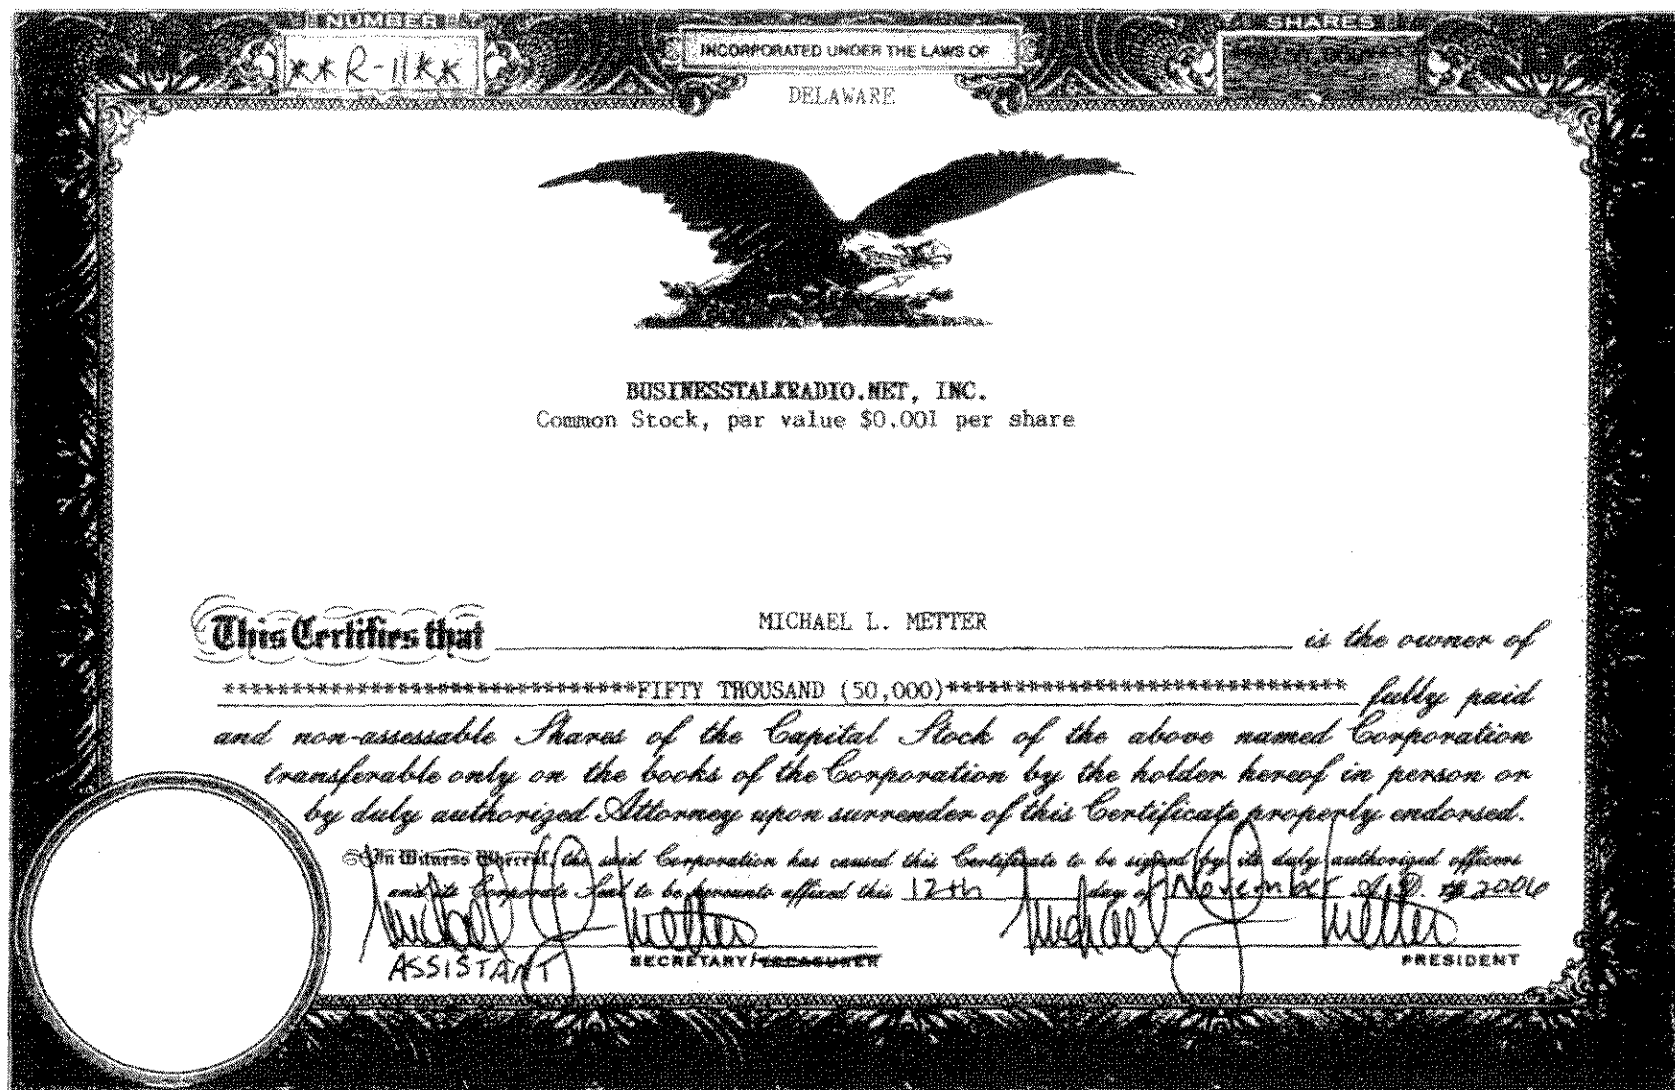 NUMBER
**R-11**
INCORPORATED UNDER THE LAWS OF
DELAWARE
SHARES
BUSINESSTALKRADIO.NET, INC.
Common Stock, par value $0.001 per share
This Certifies that MICHAEL L. METTER is the owner of
******************************FIFTY THOUSAND (50,000)****************************** fully paid
and non-assessable Shares of the Capital Stock of the above named Corporation
transferable only on the books of the Corporation by the holder hereof in person or
by duly authorized Attorney upon surrender of this Certificate properly endorsed.
In Witness Whereof, the said Corporation has caused this Certificate to be signed by its duly authorized officers
and its Corporate Seal to be hereunto affixed this 12th day of November A.D. 2006
Michael L Metter Michael L Metter
ASSISTANT SECRETARY/TREASURER PRESIDENT